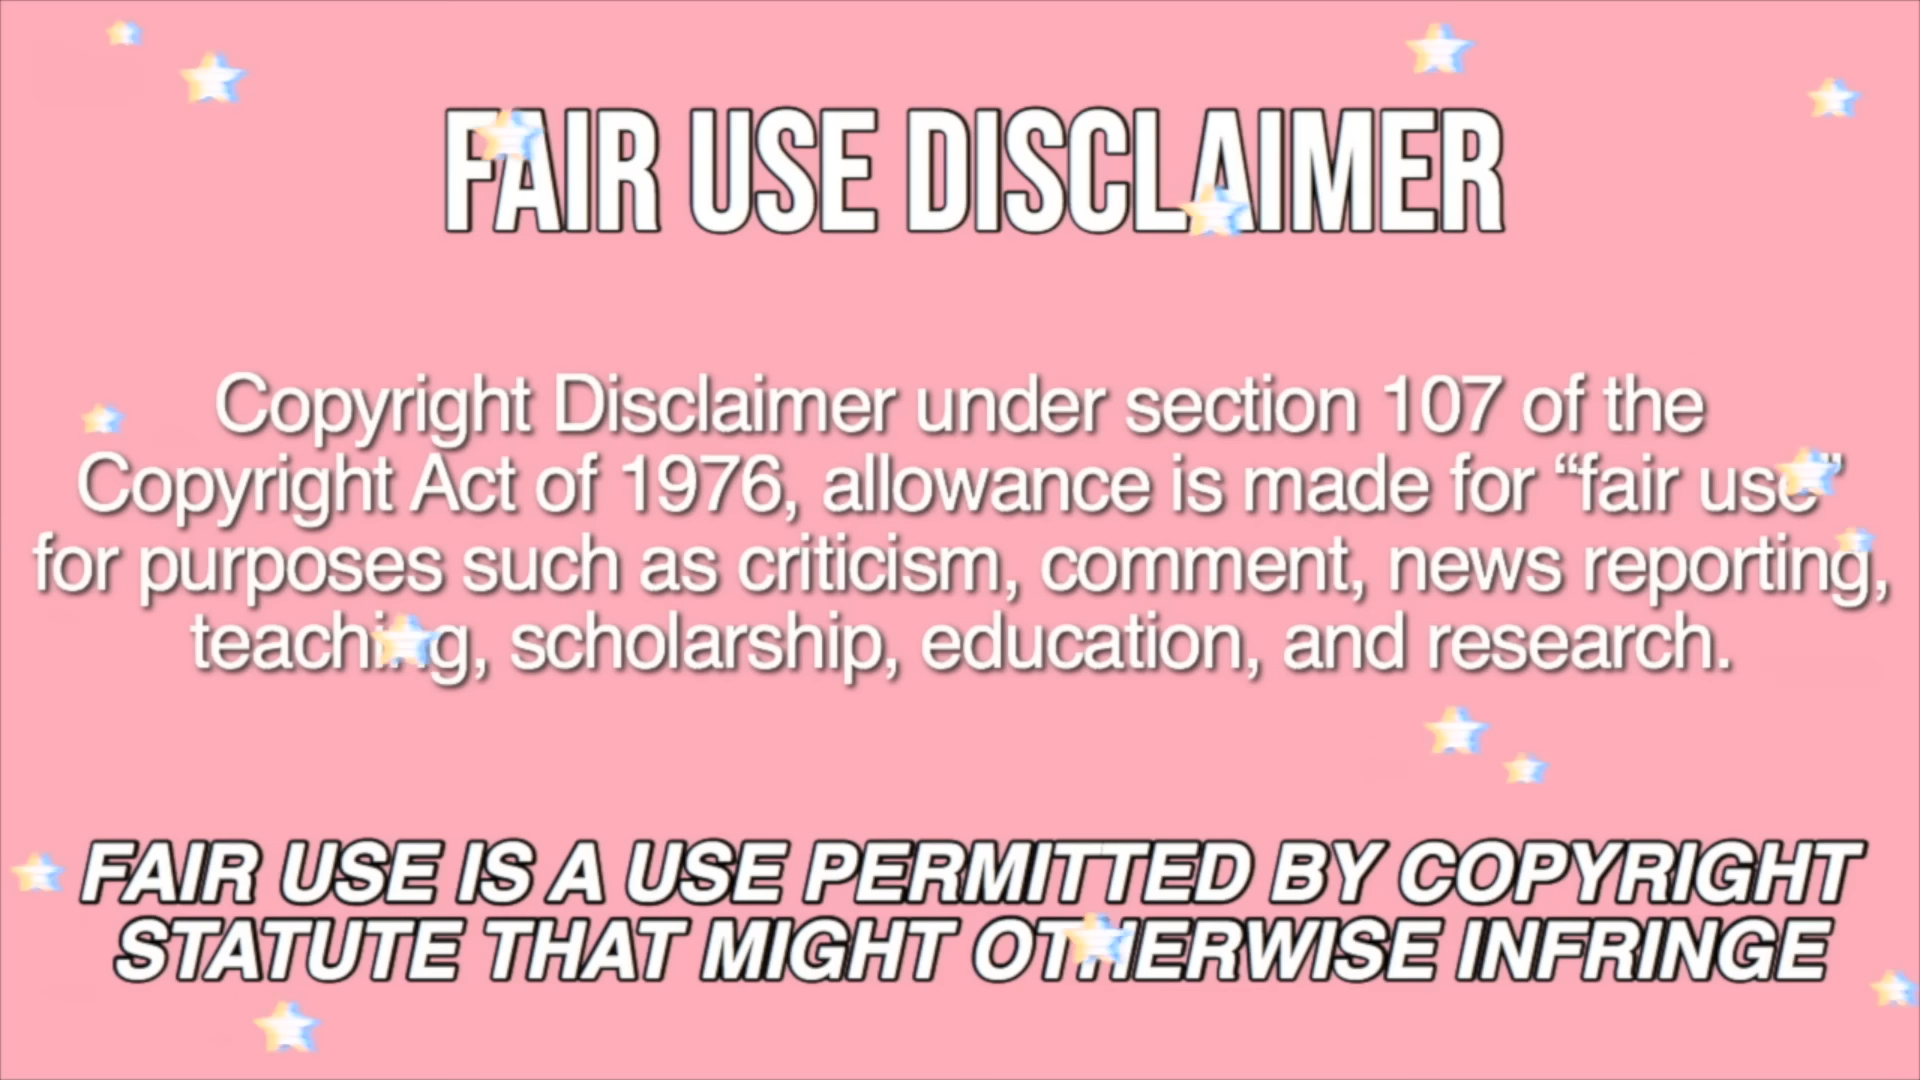 FAIR USE DISCLAIMER
Copyright Disclaimer under section 107 of the
Copyright Act of 1976, allowance is made for “fair use”
for purposes such as criticism, comment, news reporting,
teaching, scholarship, education, and research.
FAIR USE IS A USE PERMITTED BY COPYRIGHT
STATUTE THAT MIGHT OTHERWISE INFRINGE